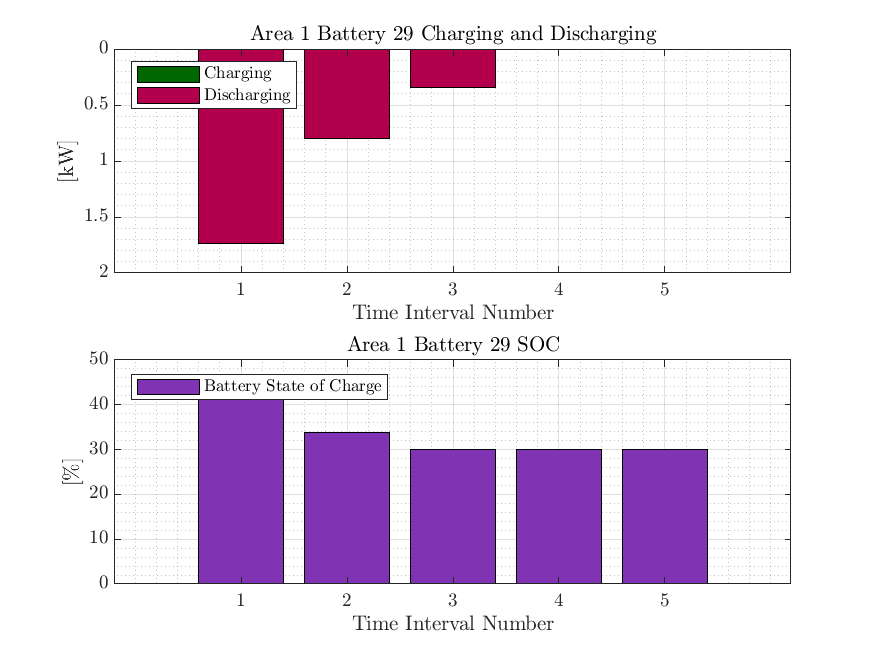 Area 1 Battery 29 Charging and Discharging
0
Charging
Discharging
0.5
1
1.5
2
[kW]
1 2 3 4 5
Time Interval Number
Area 1 Battery 29 SOC
50
Battery State of Charge
40
30
20
10
0
[%]
1 2 3 4 5
Time Interval Number